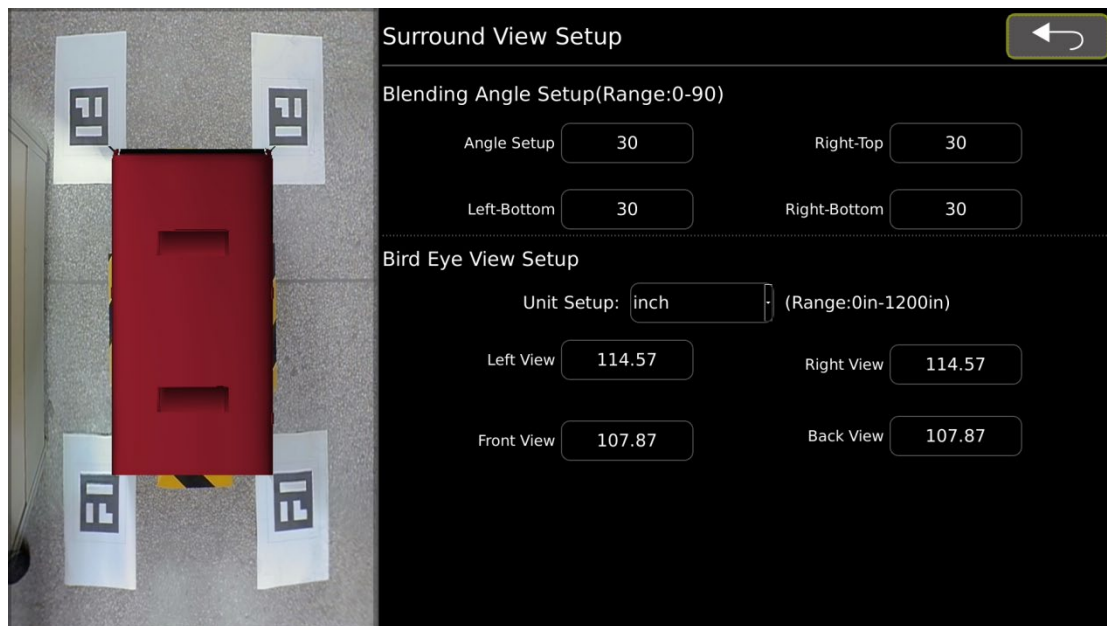 Surround View Setup
Blending Angle Setup(Range:0-90)
Angle Setup 30 Right-Top 30
Left-Bottom 30 Right-Bottom 30
Bird Eye View Setup
Unit Setup: inch (Range:0in-1200in)
Left View 114.57 Right View 114.57
Front View 107.87 Back View 107.87